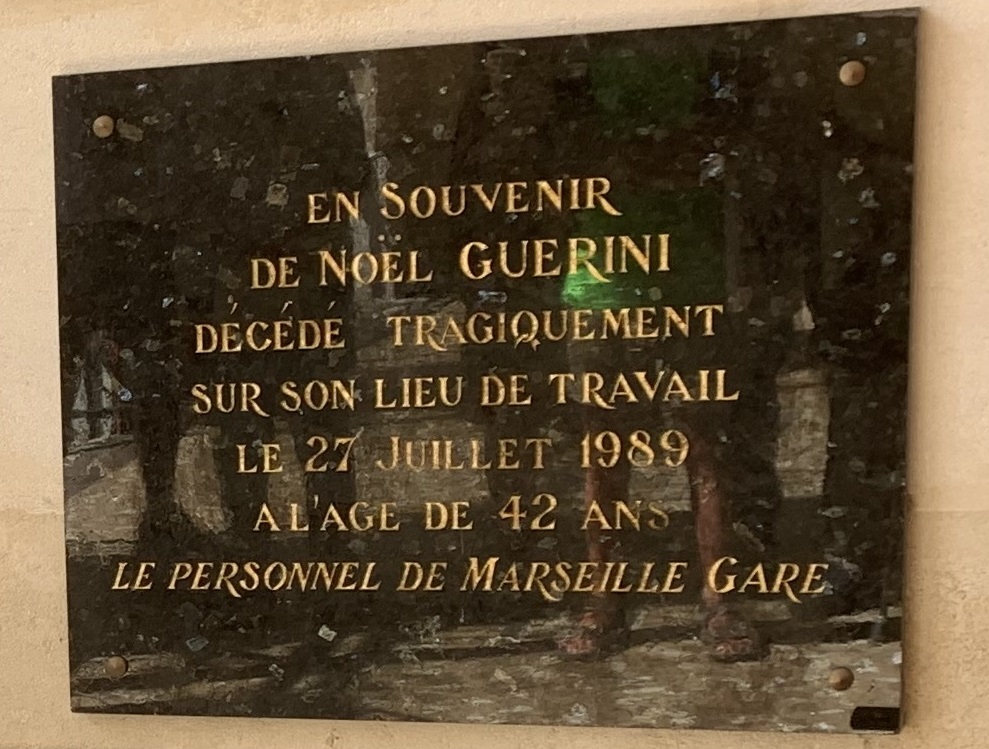 EN SOUVENIR
DE NOËL GUERINI
DÉCÉDÉ TRAGIQUEMENT
SUR SON LIEU DE TRAVAIL
LE 27 JUILLET 1989
A L'AGE DE 42 ANS
LE PERSONNEL DE MARSEILLE GARE